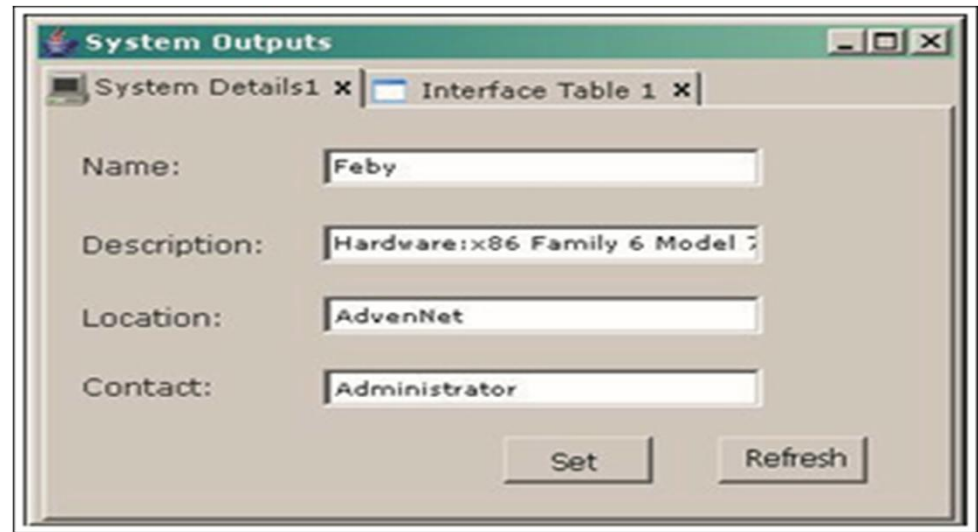 System Outputs
System Details1 Interface Table 1
Name: Feby
Description: Hardware:x86 Family 6 Model 7
Location: AdvenNet
Contact: Administrator
Set Refresh